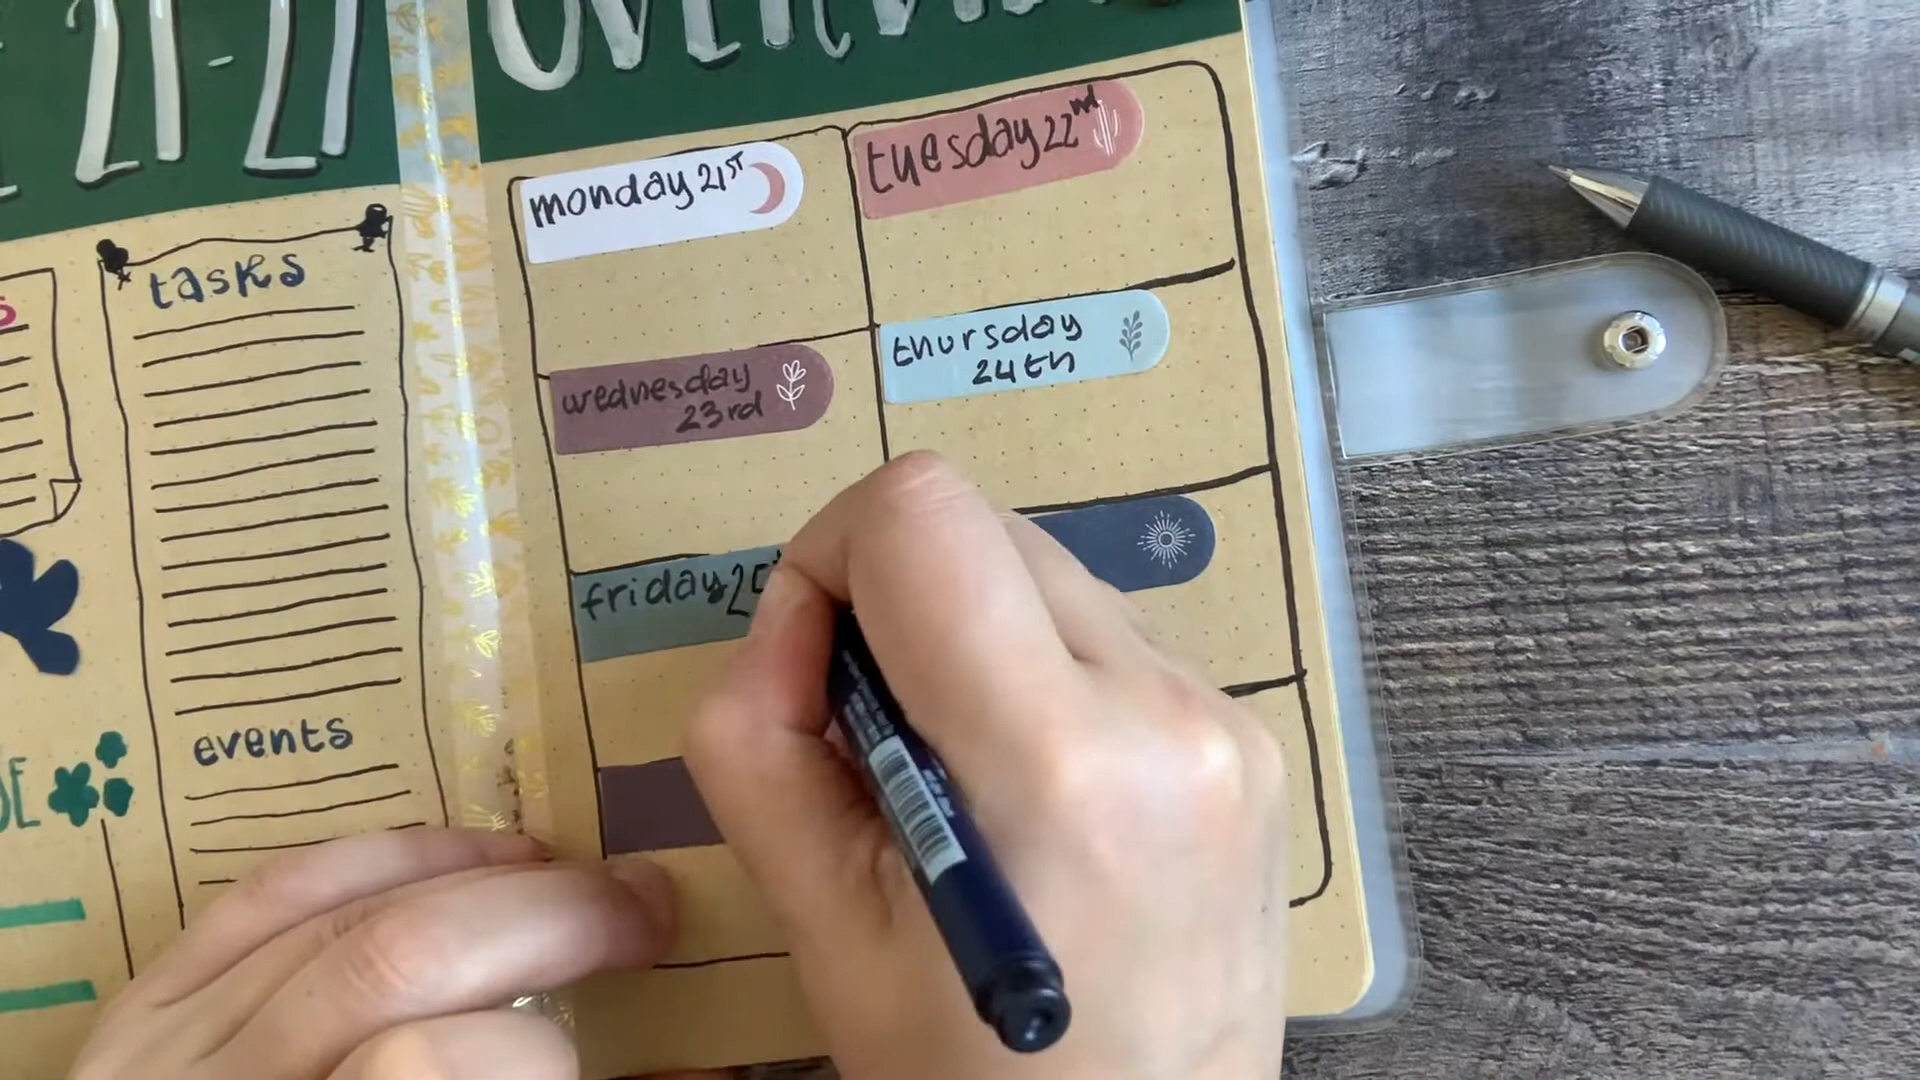 21-27
tasks
events
monday 21ST
tuesday 22nd
wednesday
23rd
thursday
24th
friday